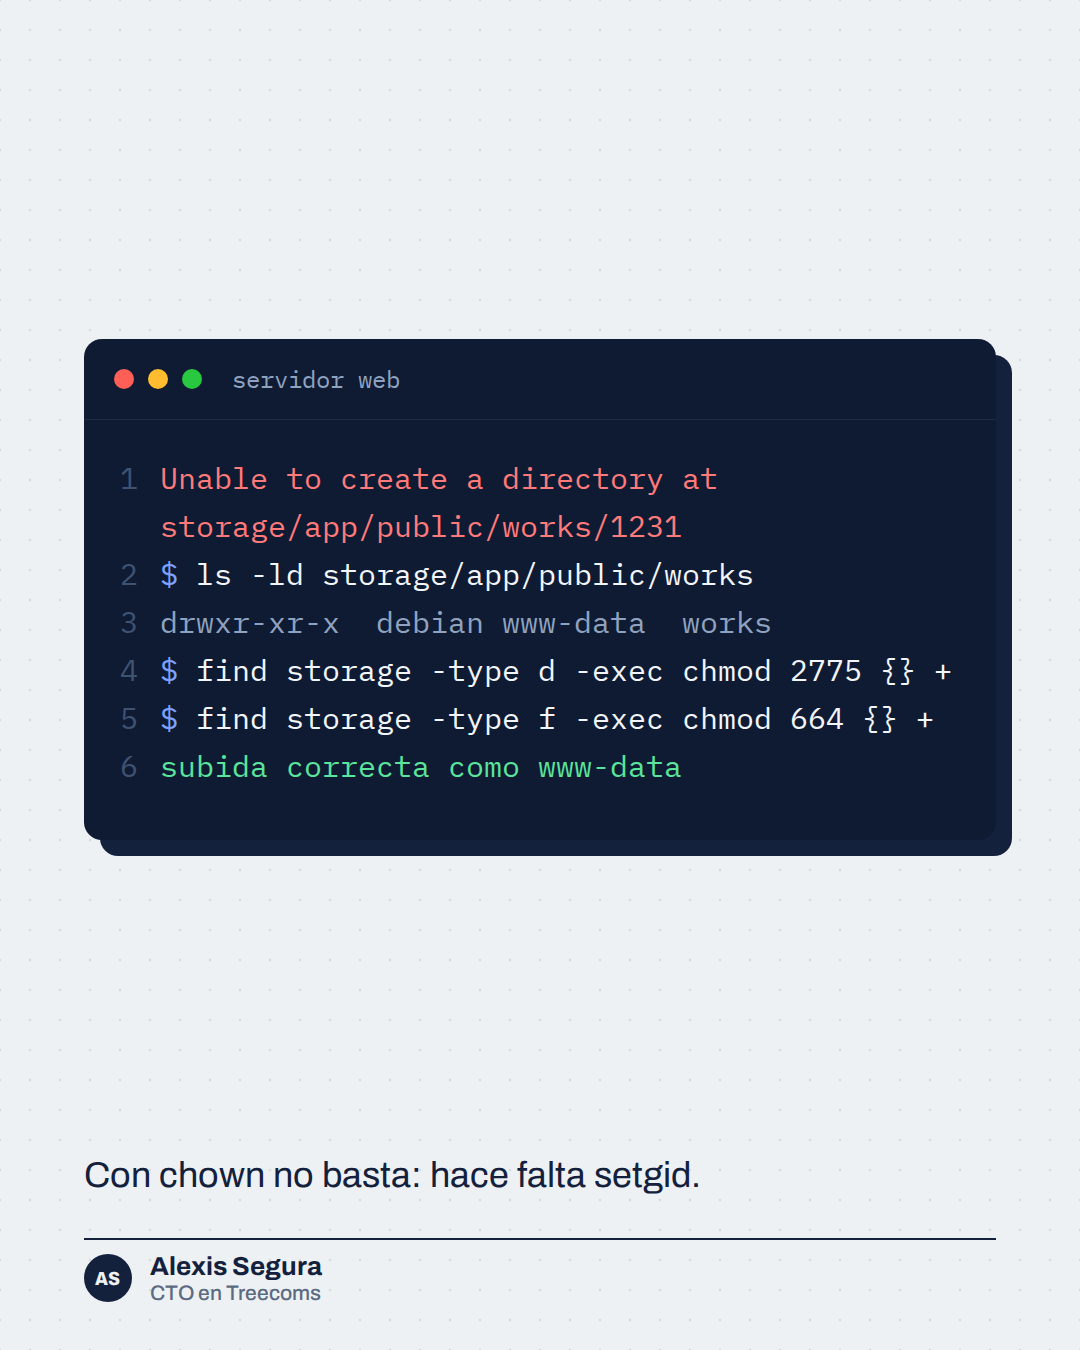 servidor web
1 Unable to create a directory at
storage/app/public/works/1231
2 $ ls -ld storage/app/public/works
3 drwxr-xr-x  debian www-data  works
4 $ find storage -type d -exec chmod 2775 {} +
5 $ find storage -type f -exec chmod 664 {} +
6 subida correcta como www-data
Con chown no basta: hace falta setgid.
AS
Alexis Segura
CTO en Treecoms